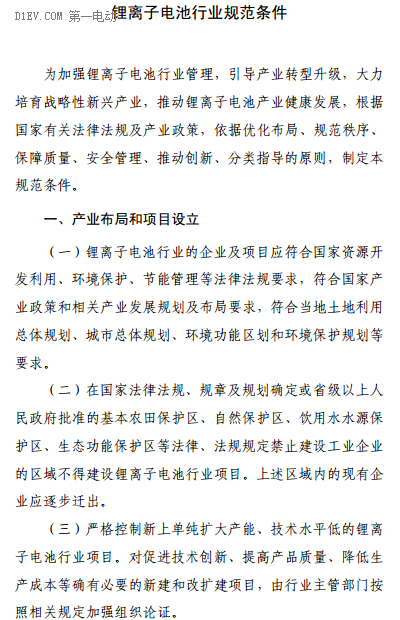 D1EV.COM 第一电动
锂离子电池行业规范条件
为加强锂离子电池行业管理，引导产业转型升级，大力
培育战略性新兴产业，推动锂离子电池产业健康发展，根据
国家有关法律法规及产业政策，依据优化布局、规范秩序、
保障质量、安全管理、推动创新、分类指导的原则，制定本
规范条件。
一、产业布局和项目设立
（一）锂离子电池行业的企业及项目应符合国家资源开
发利用、环境保护、节能管理等法律法规要求，符合国家产
业政策和相关产业发展规划及布局要求，符合当地土地利用
总体规划、城市总体规划、环境功能区划和环境保护规划等
要求。
（二）在国家法律法规、规章及规划确定或省级以上人
民政府批准的基本农田保护区、自然保护区、饮用水水源保
护区、生态功能保护区等法律、法规规定禁止建设工业企业
的区域不得建设锂离子电池行业项目。上述区域内的现有企
业应逐步迁出。
（三）严格控制新上单纯扩大产能、技术水平低的锂离
子电池行业项目。对促进技术创新、提高产品质量、降低生
产成本等确有必要的新建和改扩建项目，由行业主管部门按
照相关规定加强组织论证。